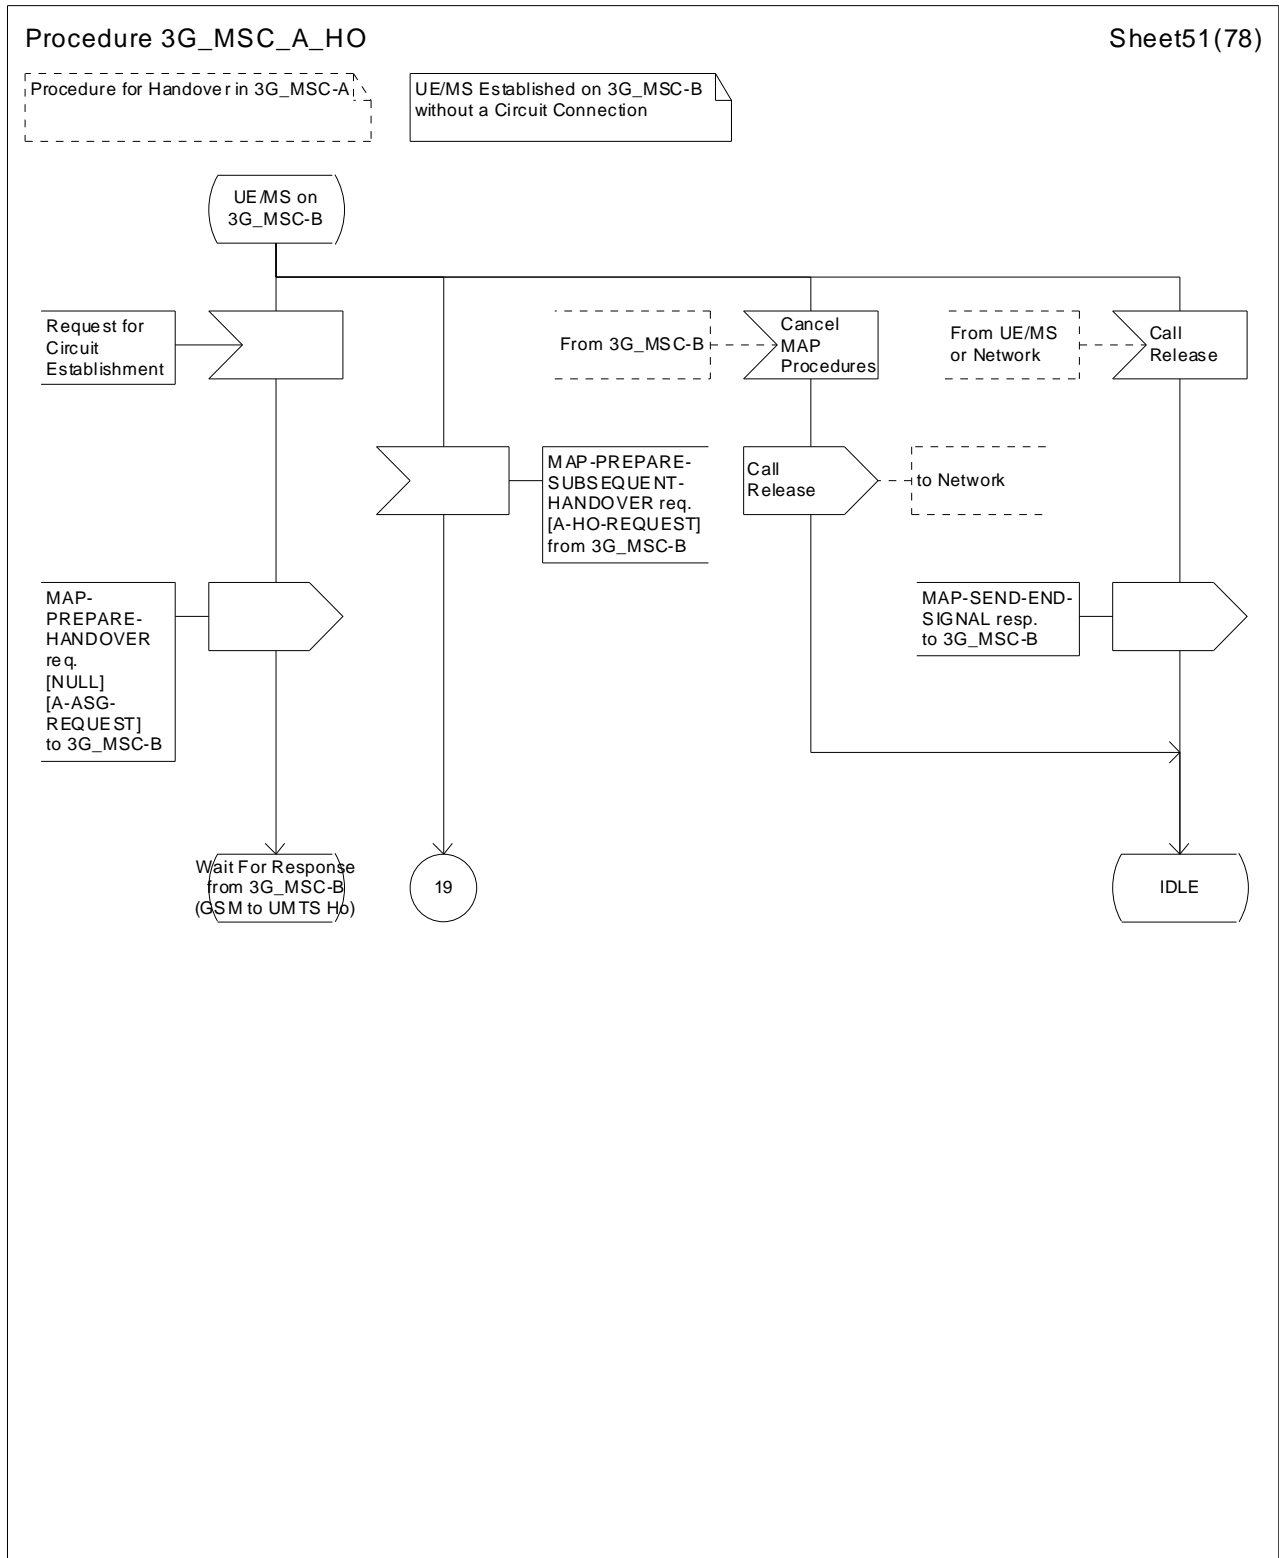 Procedure 3G_MSC_A_HO
Sheet51(78)
Procedure for Handover in 3G_MSC-A
UE/MS Established on 3G_MSC-B
without a Circuit Connection
UE/MS on
3G_MSC-B
Request for
Circuit
Establishment
From 3G_MSC-B
Cancel
MAP
Procedures
From UE/MS
or Network
Call
Release
MAP-PREPARE-
SUBSEQUENT-
HANDOVER req.
[A-HO-REQUEST]
from 3G_MSC-B
Call
Release
to Network
MAP-
PREPARE-
HANDOVER
req.
[NULL]
[A-ASG-
REQUEST]
to 3G_MSC-B
MAP-SEND-END-
SIGNAL resp.
to 3G_MSC-B
Wait For Response
from 3G_MSC-B
(GSM to UMTS Ho)
19
IDLE